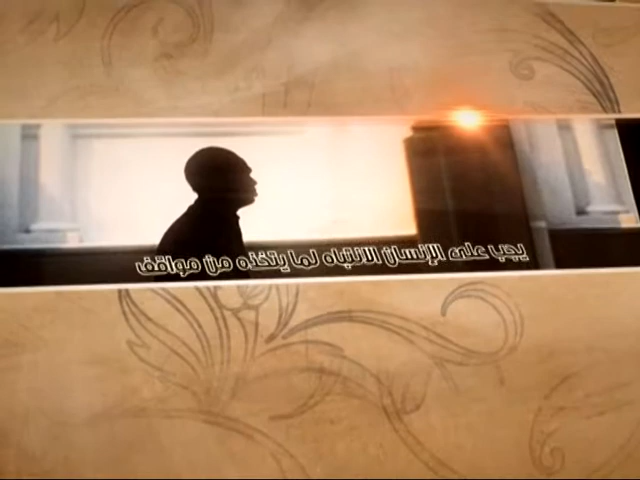 يجب على الإنسان الانتباه لما يتخذه من مواقف